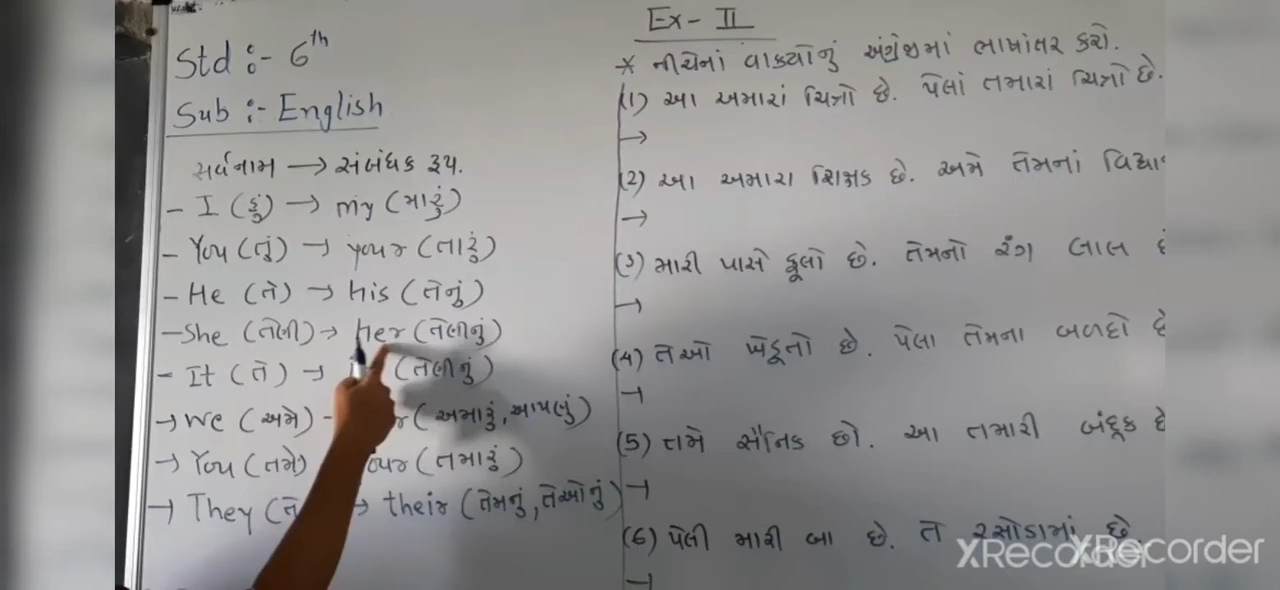 Std :- 6th
Sub :- English
સર્વનામ → સંબંધક રૂપ.
- I (હું) → my (મારું)
- You (તું) → your (તારું)
- He (તે) → his (તેનું)
- She (તેણી) → her (તેણીનું)
- It (તે) → (તેણીનું)
→ We (અમે) - (અમારું, આપણું)
→ You (તમે) (તમારું)
→ They → their (તેમનું, તેઓનું)
Ex - II
* નીચેનાં વાક્યોનું અંગ્રેજીમાં ભાષાંતર કરો.
(1) આ અમારાં ચિત્રો છે. પેલાં તમારાં ચિત્રો છે.
→
(2) આ અમારા શિક્ષક છે. અમે તેમનાં
→
(3) મારી પાસે ફૂલો છે. તેમનો રંગ લાલ
→
(4) તેઓ ખેડૂતો છે. પેલા તેમના બળદો
→
(5) તમે સૈનિક છો. આ તમારી બંદૂક
→
(6) પેલી મારી બા છે. તે રસોડામાં છે.
→
XRecorder
XRecorder